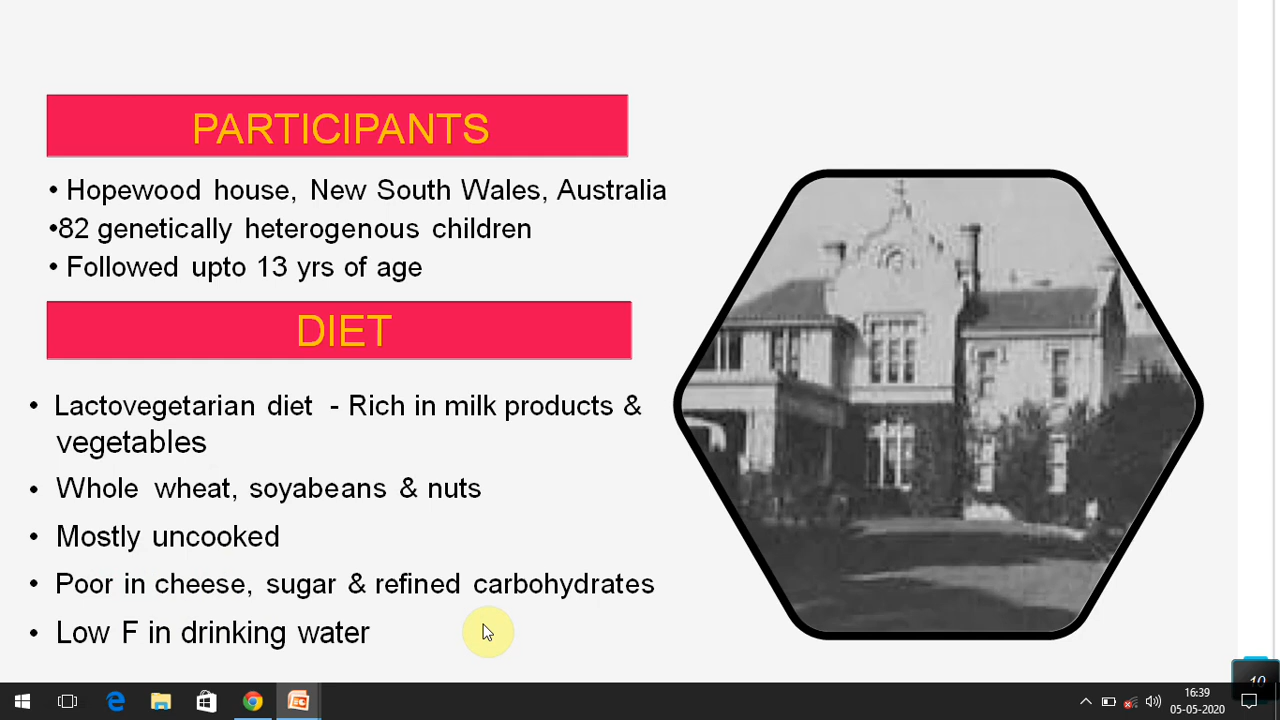 PARTICIPANTS
• Hopewood house, New South Wales, Australia
•82 genetically heterogenous children
• Followed upto 13 yrs of age
DIET
• Lactovegetarian diet - Rich in milk products &
vegetables
• Whole wheat, soyabeans & nuts
• Mostly uncooked
• Poor in cheese, sugar & refined carbohydrates
• Low F in drinking water
10
16:39
05-05-2020